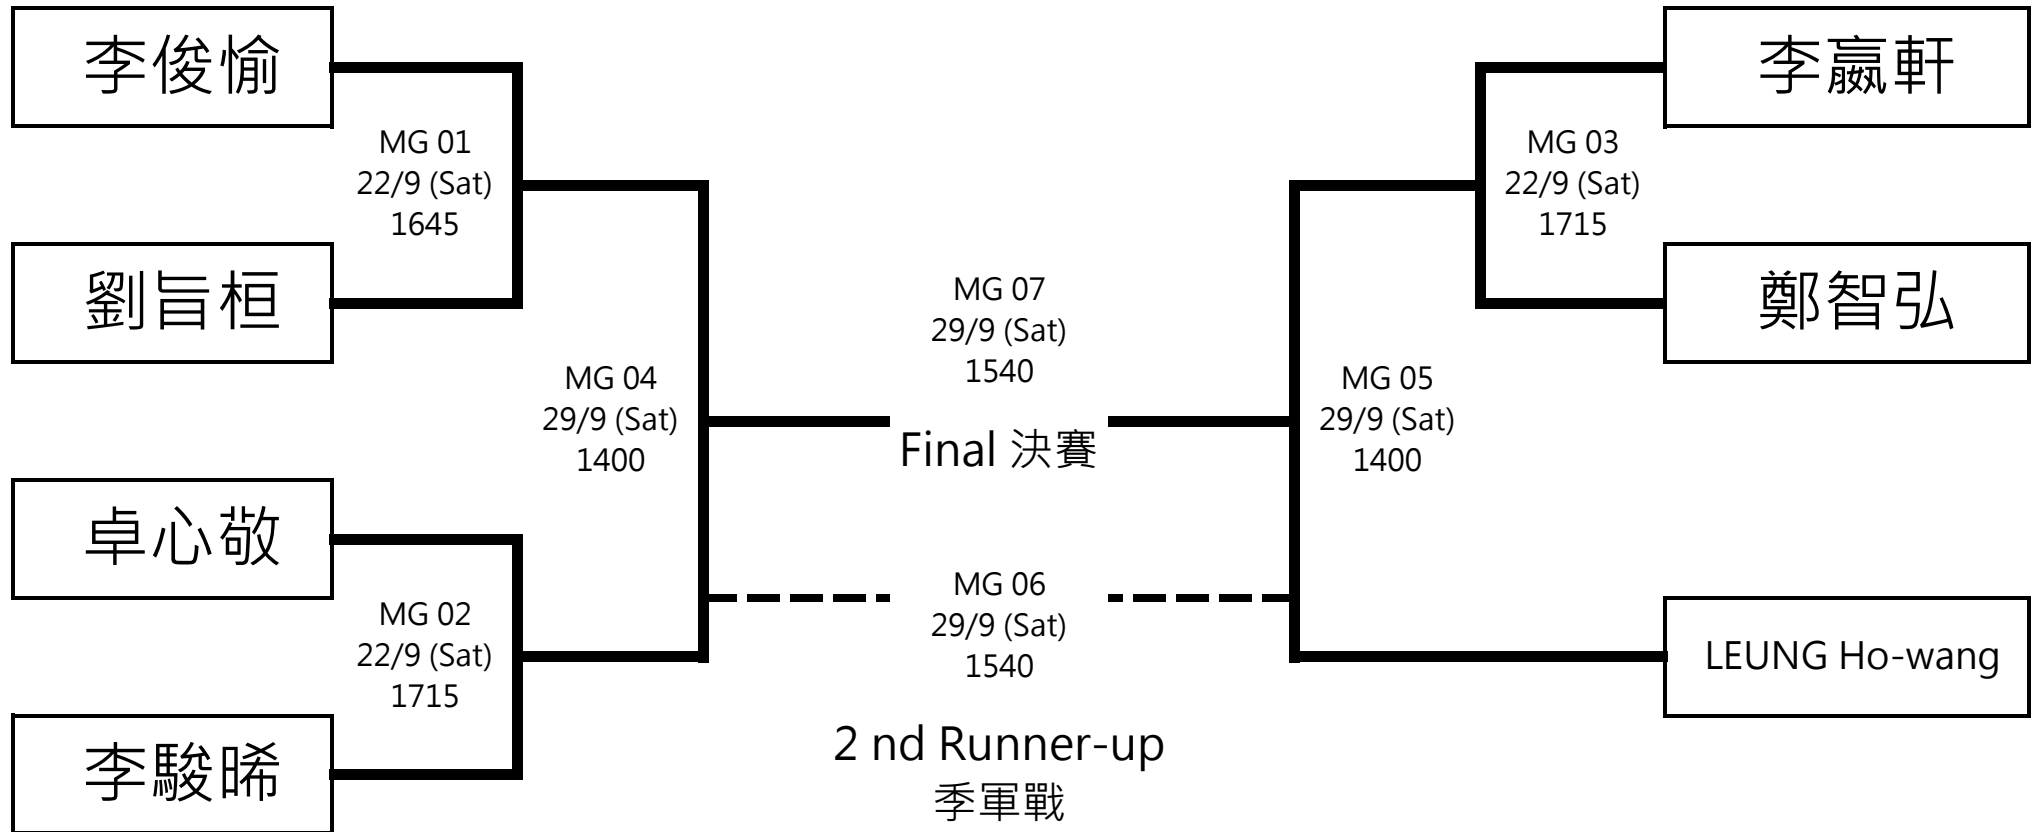 李俊愉
李嬴軒
MG 01
22/9 (Sat)
1645
MG 03
22/9 (Sat)
1715
劉旨桓
鄭智弘
MG 07
29/9 (Sat)
1540
MG 04
29/9 (Sat)
1400
MG 05
29/9 (Sat)
1400
Final 決賽
卓心敬
MG 02
22/9 (Sat)
1715
MG 06
29/9 (Sat)
1540
LEUNG Ho-wang
李駿晞
2 nd Runner-up
季軍戰